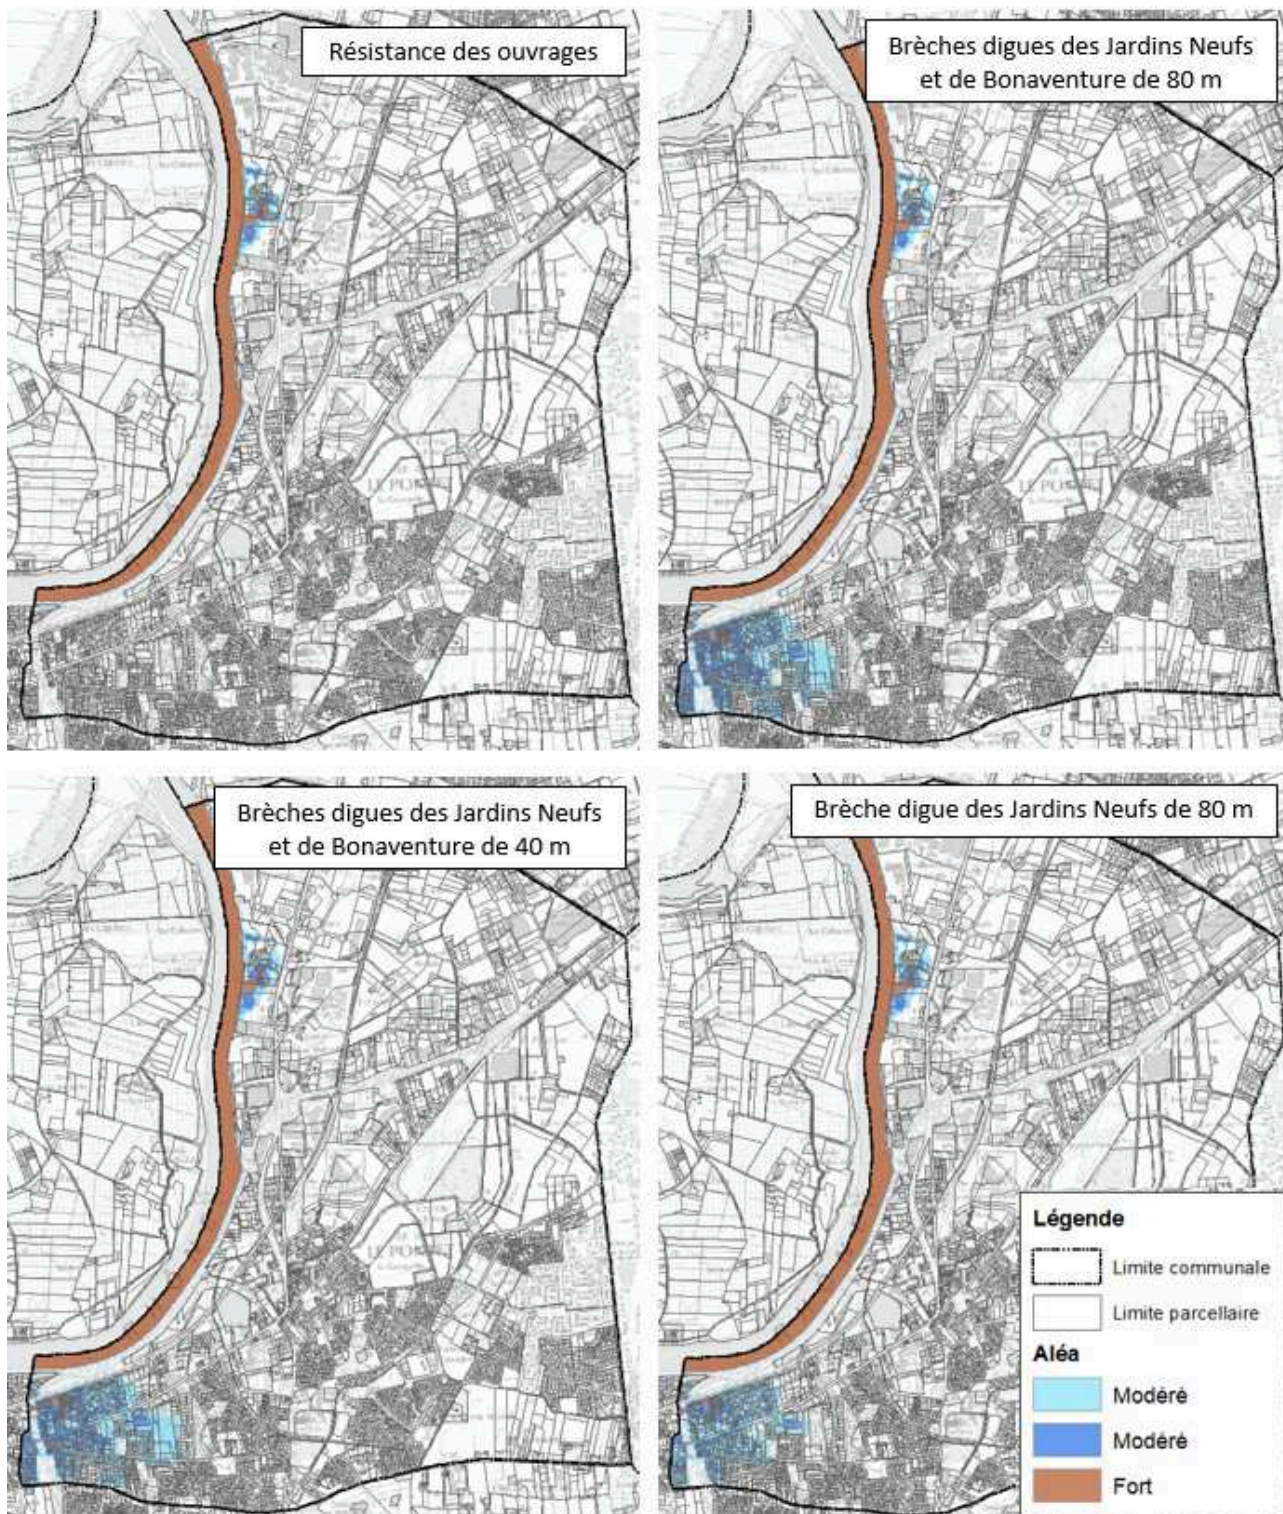 Résistance des ouvrages
Brèches digues des Jardins Neufs
et de Bonaventure de 80 m
Brèches digues des Jardins Neufs
et de Bonaventure de 40 m
Brèche digue des Jardins Neufs de 80 m
Légende
Limite communale
Limite parcellaire
Aléa
Modéré
Modéré
Fort